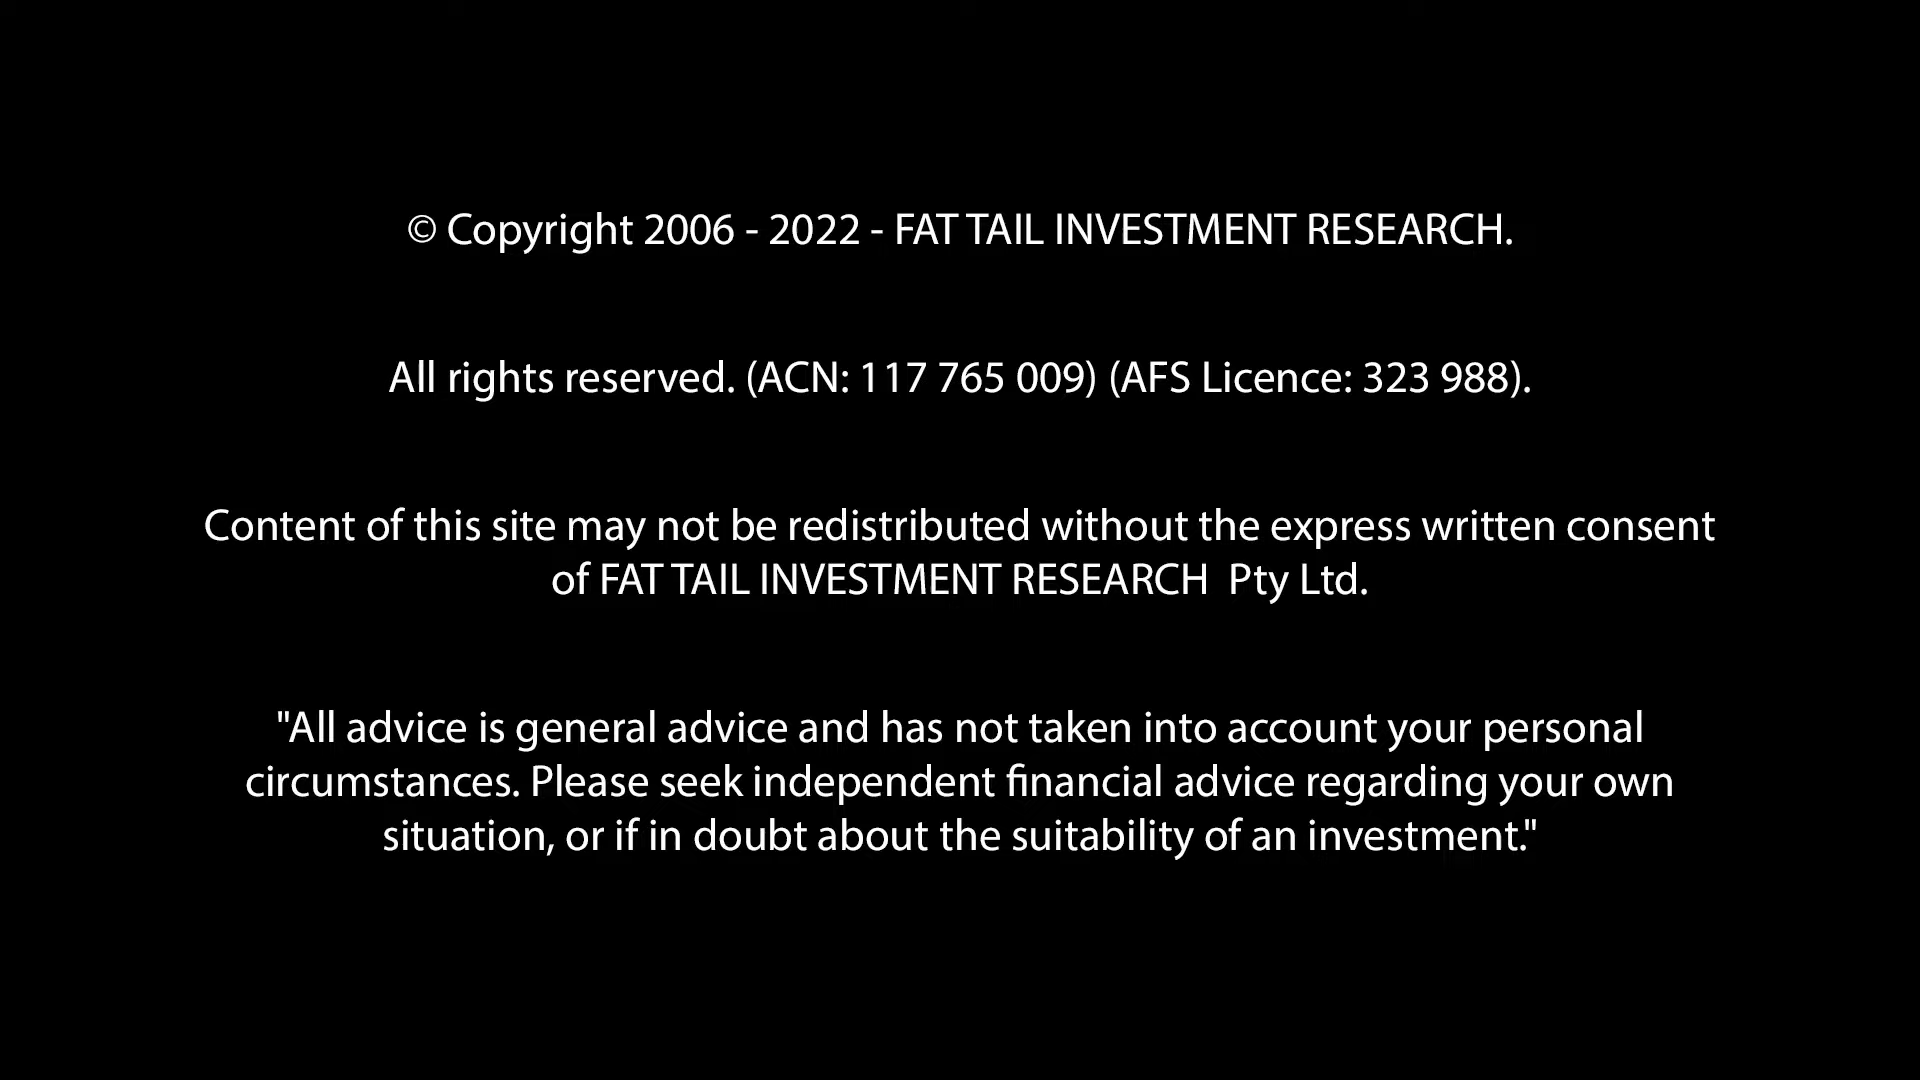 © Copyright 2006 - 2022 - FAT TAIL INVESTMENT RESEARCH.
All rights reserved. (ACN: 117 765 009) (AFS Licence: 323 988).
Content of this site may not be redistributed without the express written consent
of FAT TAIL INVESTMENT RESEARCH  Pty Ltd.
"All advice is general advice and has not taken into account your personal
circumstances. Please seek independent financial advice regarding your own
situation, or if in doubt about the suitability of an investment."